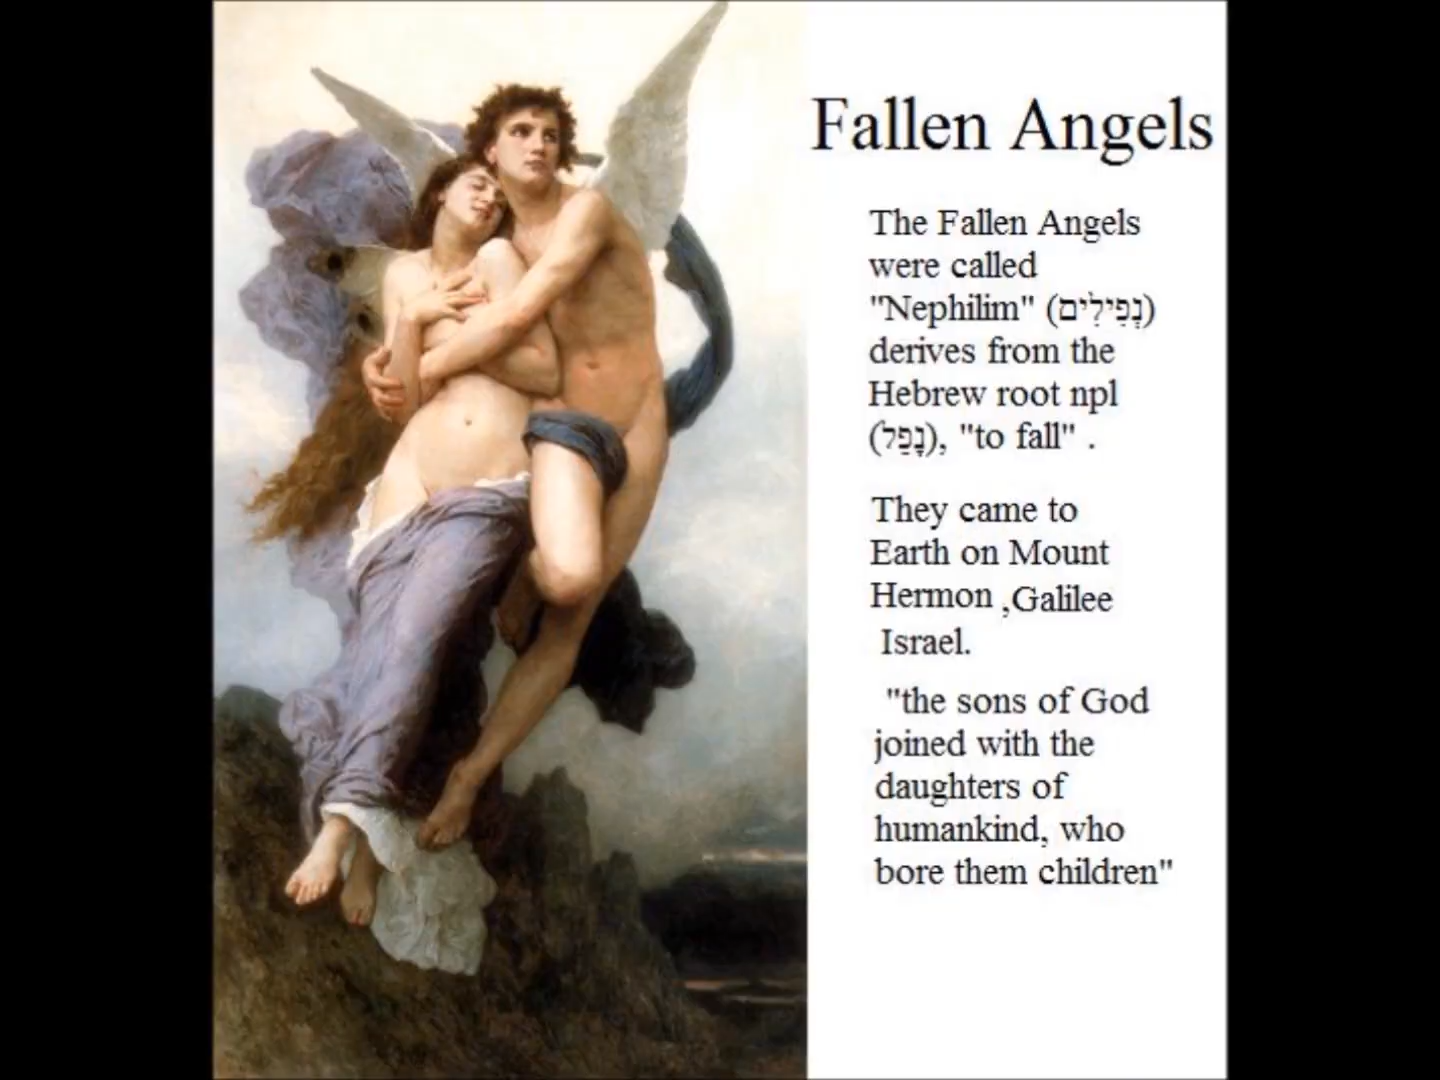 Fallen Angels
The Fallen Angels
were called
"Nephilim" (נְפִילִים)
derives from the
Hebrew root npl
(נָפַל), "to fall" .
They came to
Earth on Mount
Hermon ,Galilee
Israel.
"the sons of God
joined with the
daughters of
humankind, who
bore them children"